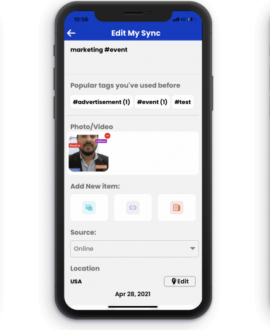 10:56
Edit My Sync
marketing #event
Popular tags you've used before
#advertisement (1) #event (1) #test
Photo/Video
Add New item:
Source:
Online
Location
USA
Edit
Apr 28, 2021